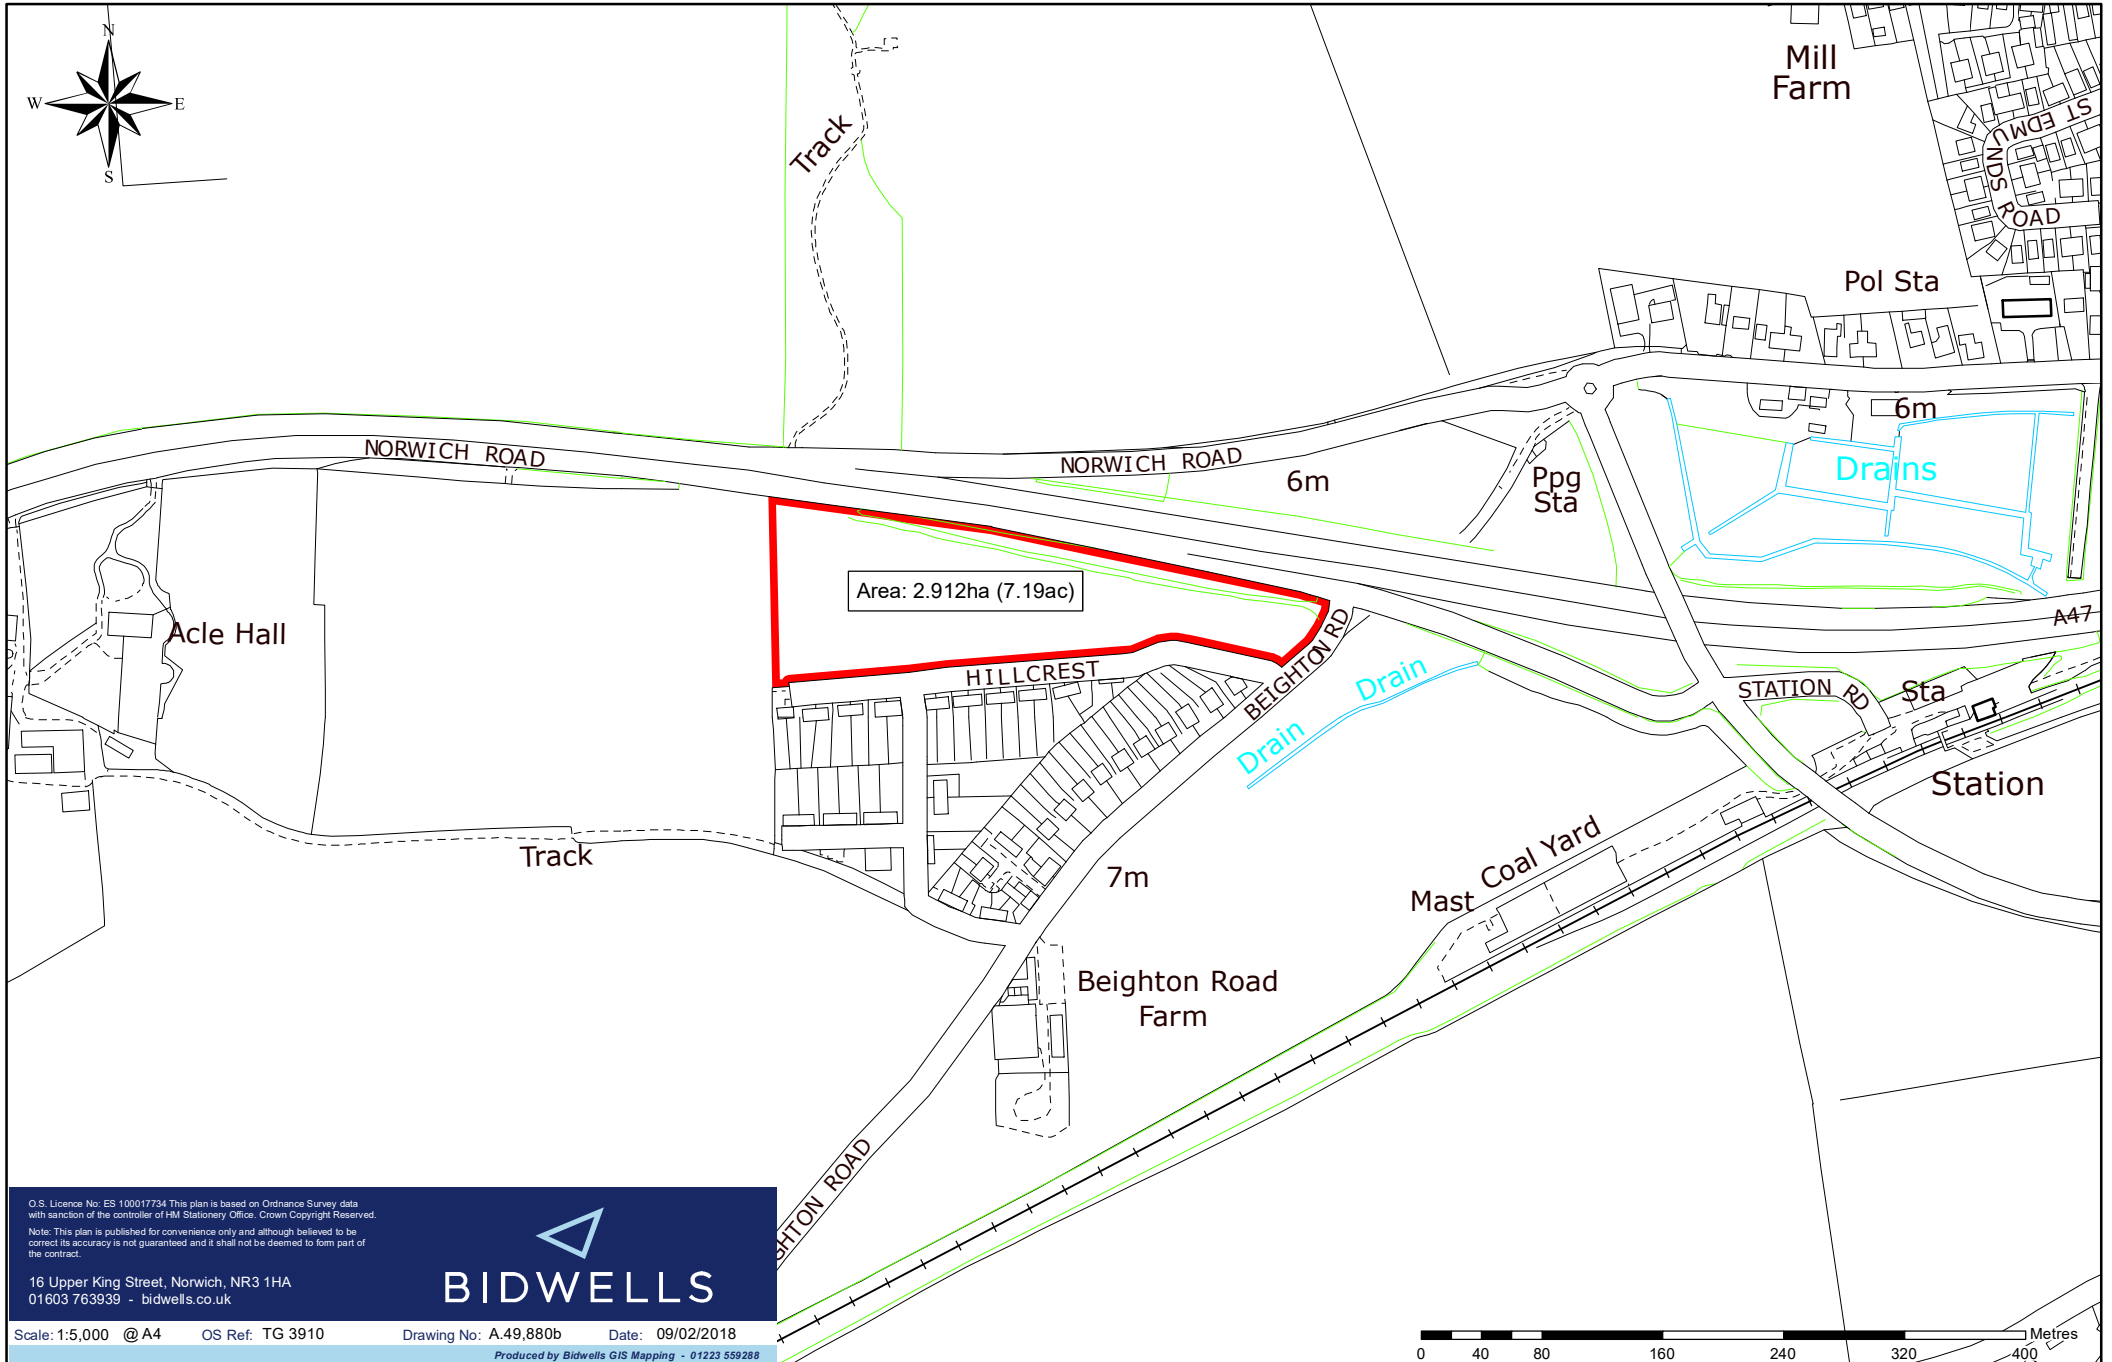 N
W
E
S
Track
Mill
Farm
ST EDMU
NDS ROAD
Pol Sta
NORWICH ROAD
NORWICH ROAD
6m
Ppg
Sta
6m
Drains
Area: 2.912ha (7.19ac)
Acle Hall
HILLCREST
BEIGHTON RD
Drain
Drain
A47
STATION RD
Sta
Station
Track
7m
Coal Yard
Mast
Beighton Road
Farm
GHTON ROAD
O.S. Licence No: ES 100017734 This plan is based on Ordnance Survey data
with sanction of the controller of HM Stationery Office. Crown Copyright Reserved.
Note: This plan is published for convenience only and although believed to be
correct its accuracy is not guaranteed and it shall not be deemed to form part of
the contract.
16 Upper King Street, Norwich, NR3 1HA
01603 763939 - bidwells.co.uk
BIDWELLS
Scale: 1:5,000 @ A4 OS Ref: TG 3910 Drawing No: A.49,880b Date: 09/02/2018
Produced by Bidwells GIS Mapping - 01223 559288
Metres
0 40 80 160 240 320 400